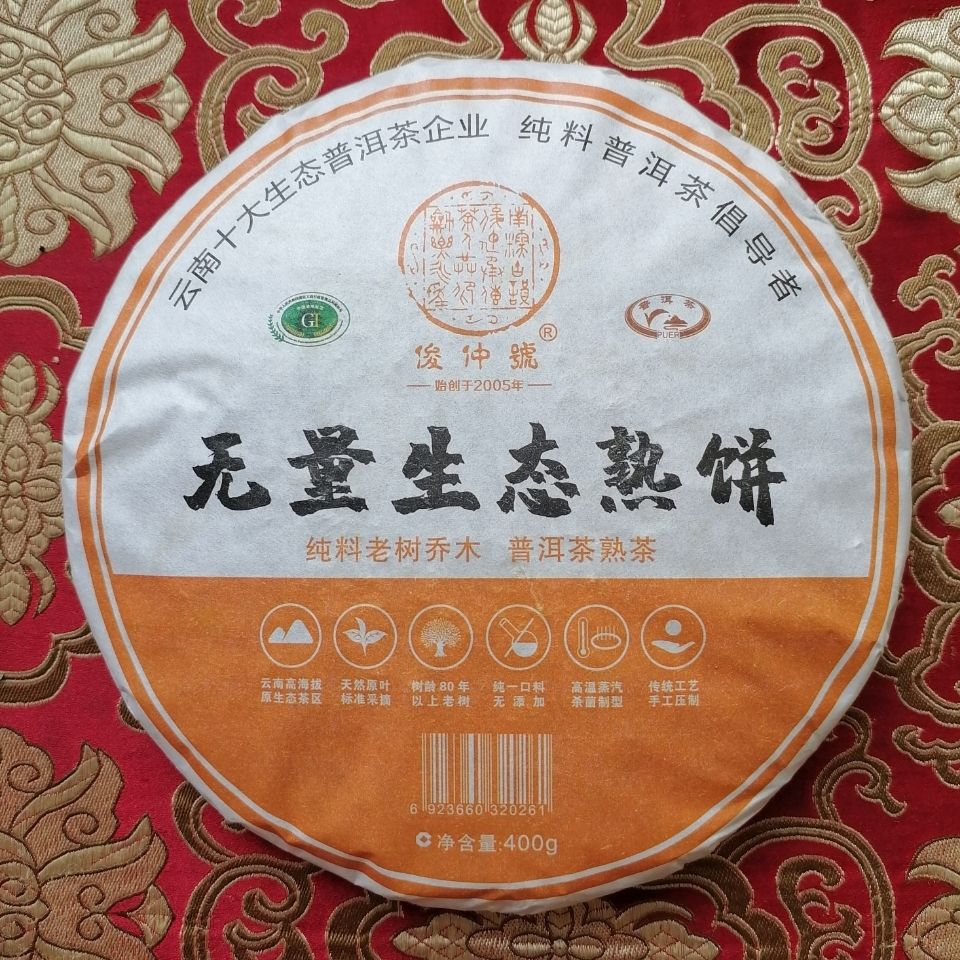 云南十大生态普洱茶企业 纯料普洱茶倡导者
GI
普洱茶
PUER
®
俊仲號
始创于2005年
无量生态熟饼
纯料老树乔木 普洱茶熟茶
云南高海拔
原生态茶区
天然原叶
标准采摘
树龄80年
以上老树
纯一口料
无添加
高温蒸汽
杀菌制型
传统工艺
手工压制
6 923660 320261
净含量:400g